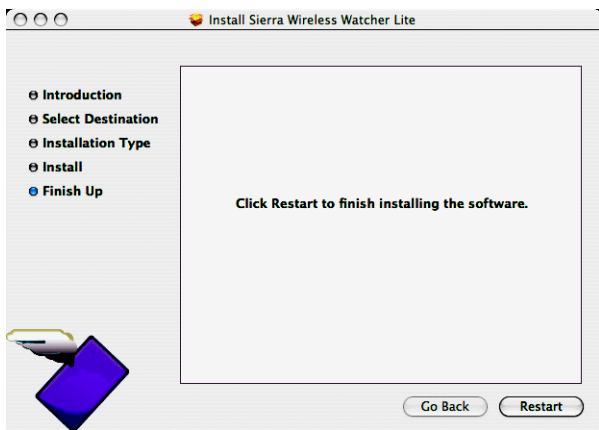 Install Sierra Wireless Watcher Lite
Introduction
Select Destination
Installation Type
Install
Finish Up
Click Restart to finish installing the software.
Go Back
Restart